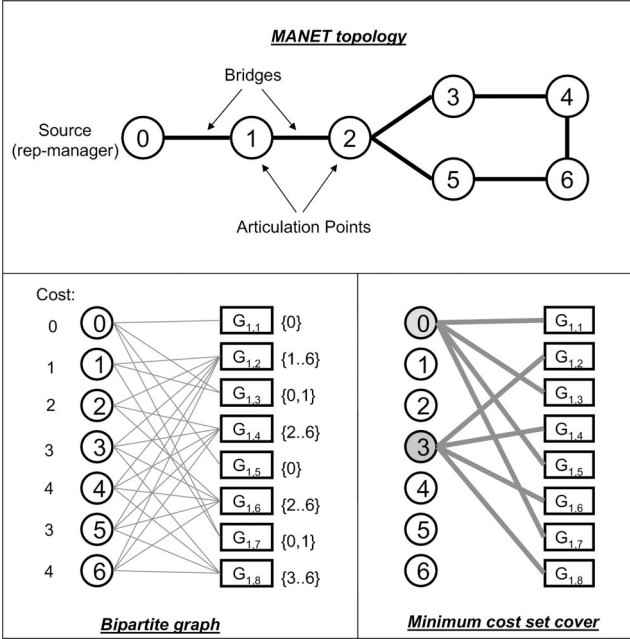 MANET topology
Bridges
3
4
Source
(rep-manager)
0
1
2
5
6
Articulation Points
Cost:
0 0 G1,1 {0}
1 1 G1,2 {1..6}
2 2 G1,3 {0,1}
3 3 G1,4 {2..6}
4 4 G1,5 {0}
3 5 G1,6 {2..6}
4 6 G1,7 {0,1}
G1,8 {3..6}
Bipartite graph
0 G1,1
1 G1,2
2 G1,3
3 G1,4
4 G1,5
5 G1,6
6 G1,7
G1,8
Minimum cost set cover